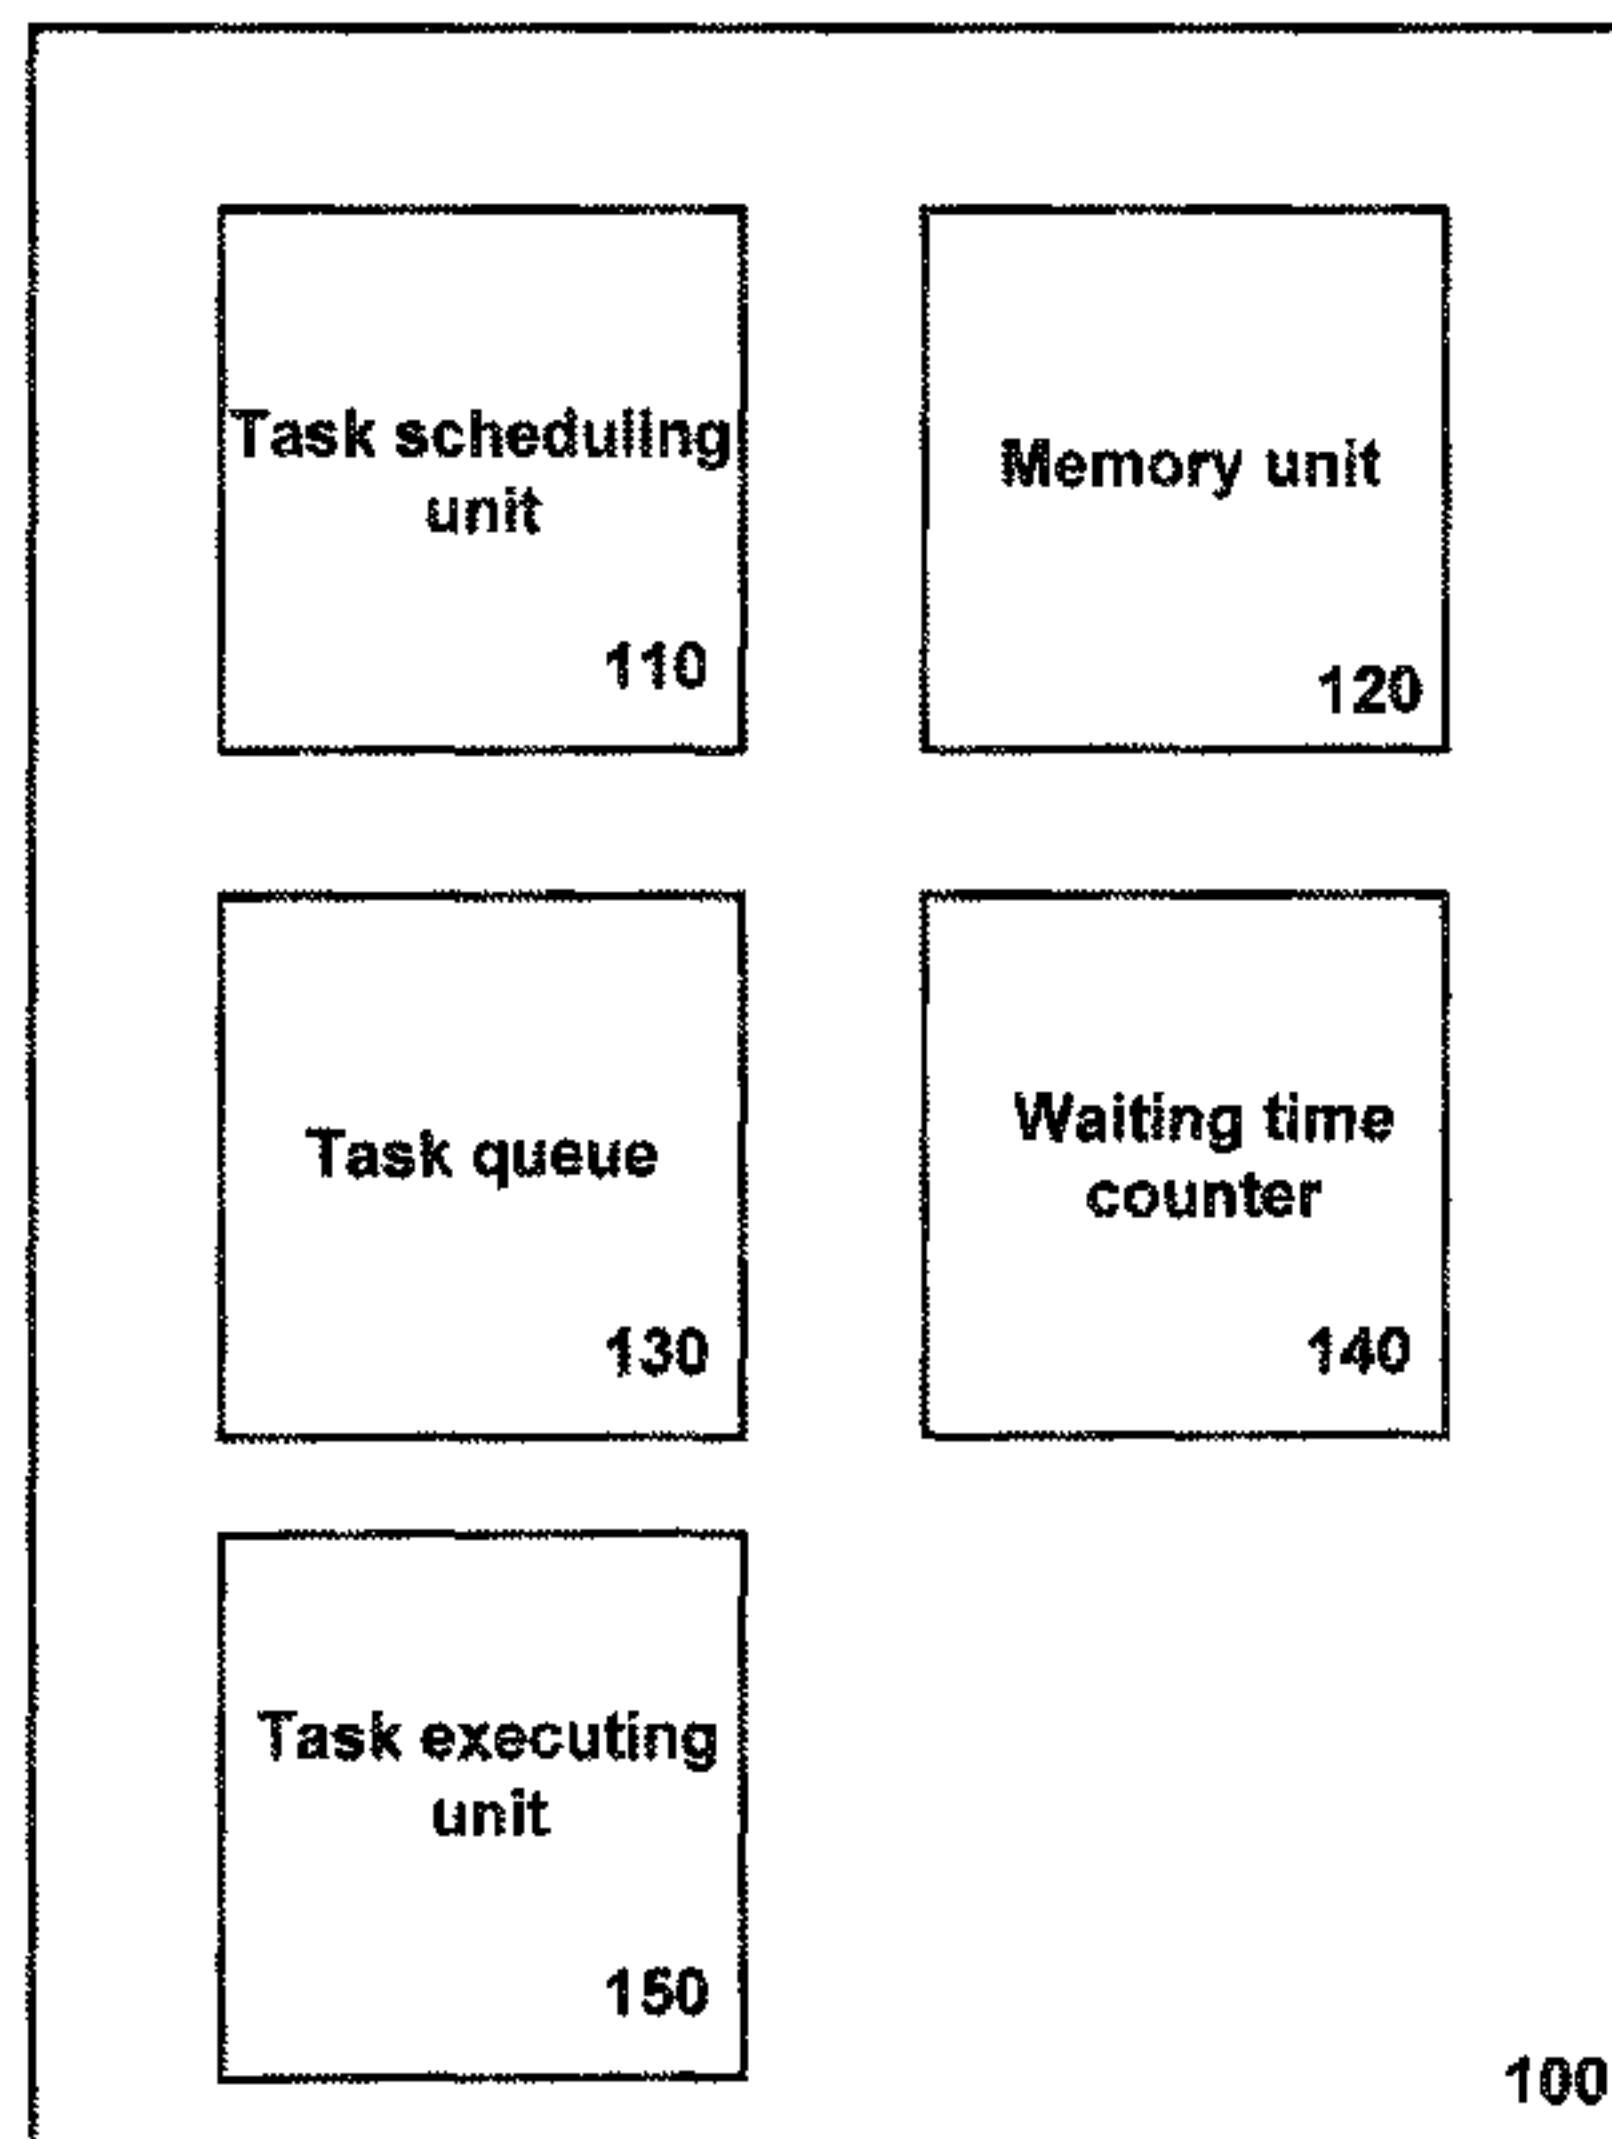 Task scheduling
unit
110
Memory unit
120
Task queue
130
Waiting time
counter
140
Task executing
unit
150
100